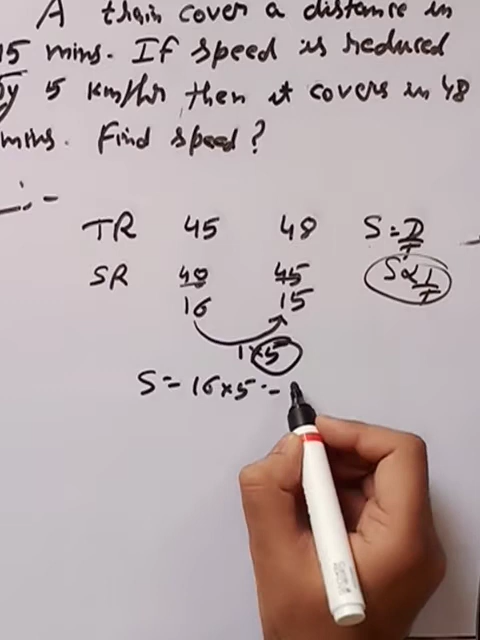 A train cover a distance in
45 mins. If speed is reduced
by 5 km/hr then it covers in 48
mins. Find speed?
:-
TR 45 48 S = D/T
SR 48 45 S ∝ 1/T
16 15
1×5
S = 16×5 =